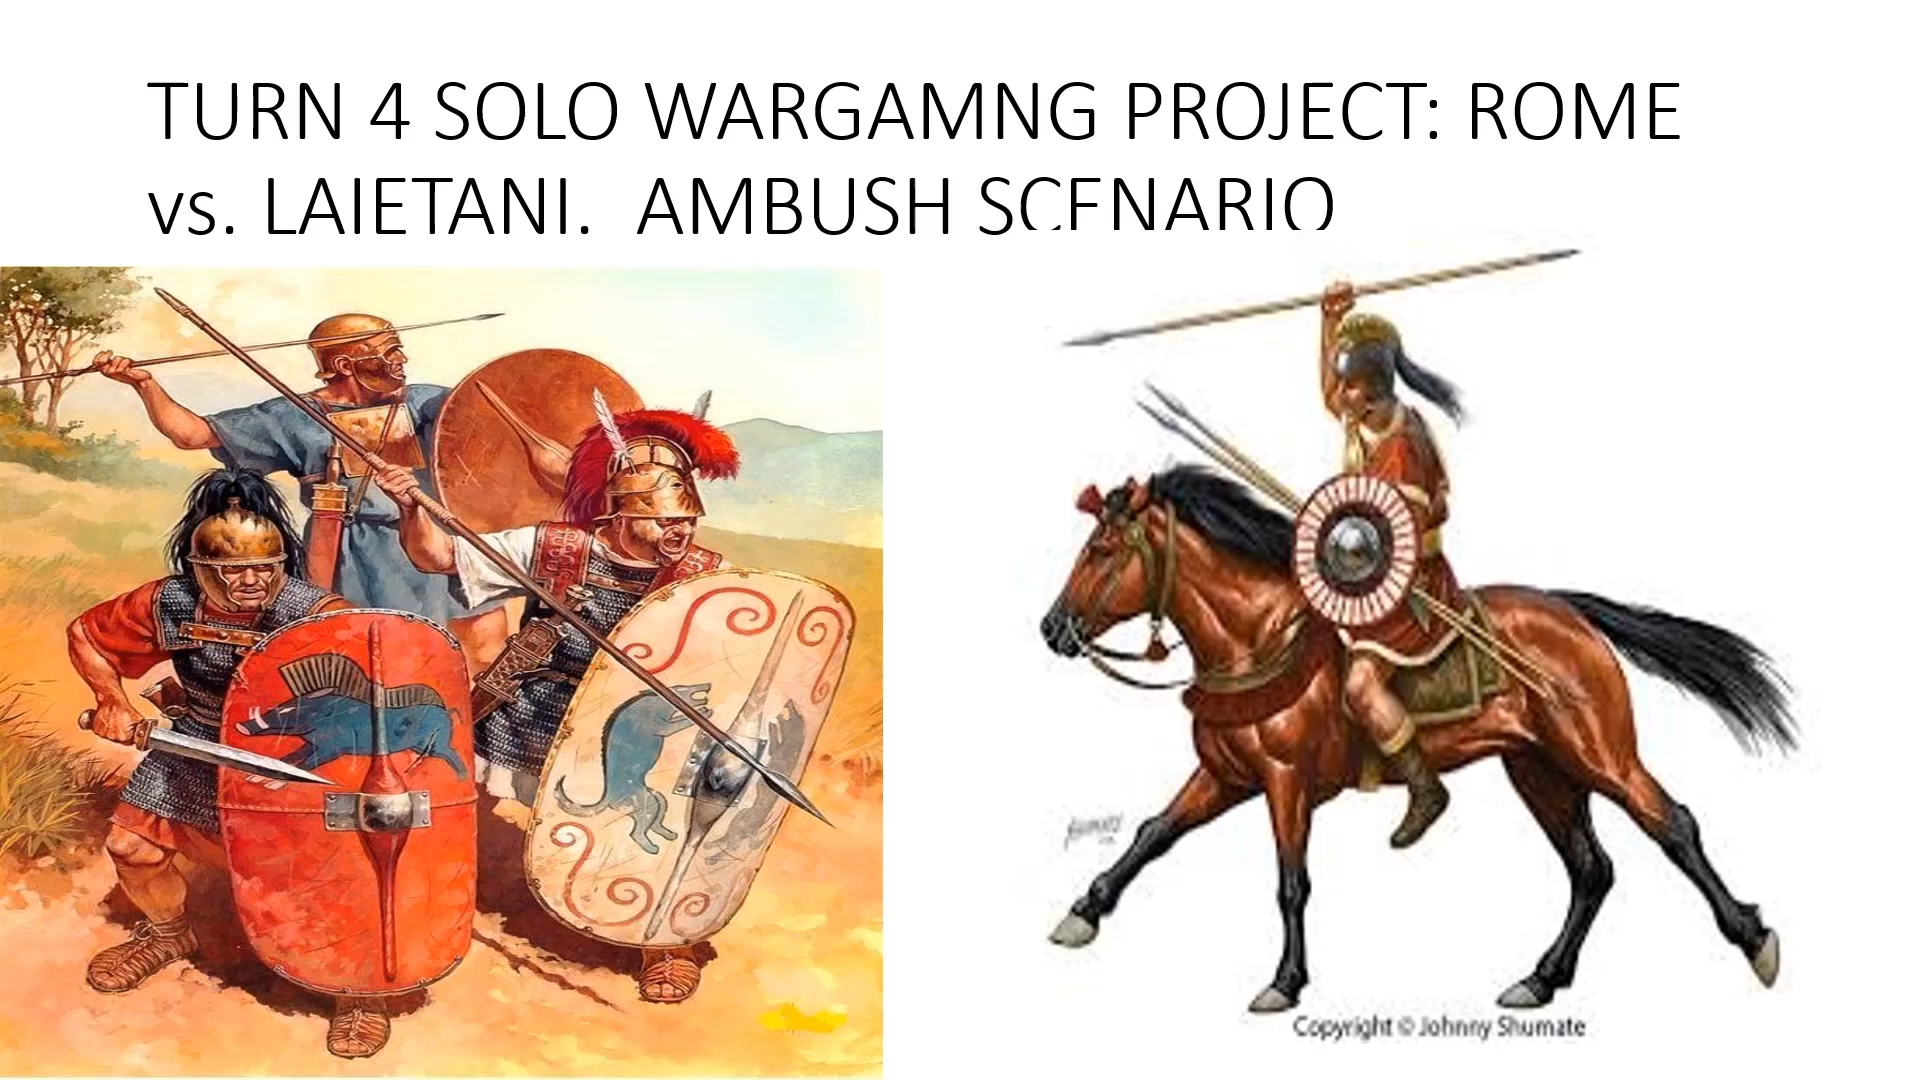 TURN 4 SOLO WARGAMNG PROJECT: ROME
vs. LAIETANI.  AMBUSH SCENARIO
Copyright © Johnny Shumate